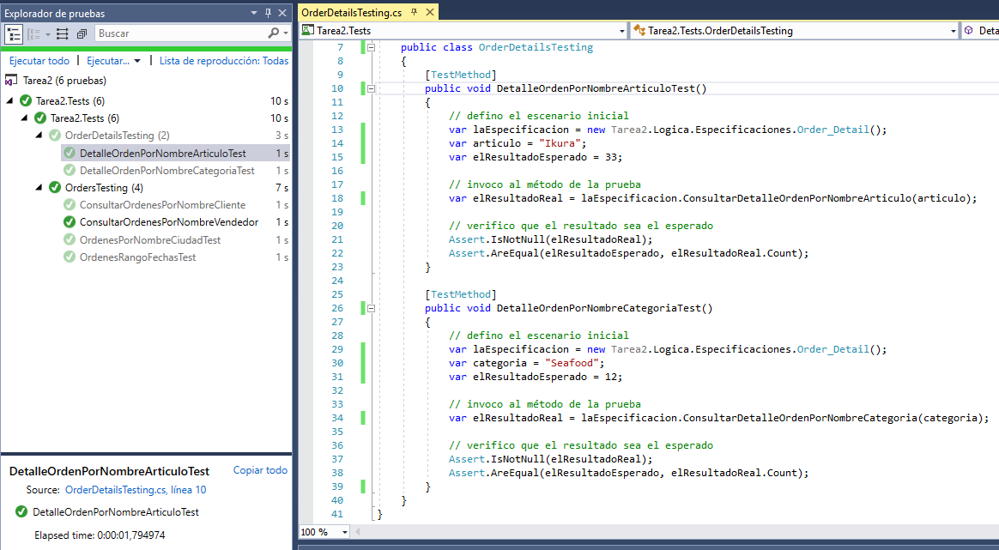 Explorador de pruebas
Buscar
Ejecutar todo | Ejecutar... | Lista de reproducción: Todas
Tarea2 (6 pruebas)
Tarea2.Tests (6) 10 s
Tarea2.Tests (6) 10 s
OrderDetailsTesting (2) 3 s
DetalleOrdenPorNombreArticuloTest 1 s
DetalleOrdenPorNombreCategoriaTest 1 s
OrdersTesting (4) 7 s
ConsultarOrdenesPorNombreCliente 1 s
ConsultarOrdenesPorNombreVendedor 1 s
OrdenesPorNombreCiudadTest 1 s
OrdenesRangoFechasTest 1 s
DetalleOrdenPorNombreArticuloTest Copiar todo
Source: OrderDetailsTesting.cs, línea 10
DetalleOrdenPorNombreArticuloTest
Elapsed time: 0:00:01,794974
OrderDetailsTesting.cs
Tarea2.Tests Tarea2.Tests.OrderDetailsTesting Deta
7 public class OrderDetailsTesting
8 {
9 [TestMethod]
10 public void DetalleOrdenPorNombreArticuloTest()
11 {
12 // defino el escenario inicial
13 var laEspecificacion = new Tarea2.Logica.Especificaciones.Order_Detail();
14 var articulo = "Ikura";
15 var elResultadoEsperado = 33;
16
17 // invoco al método de la prueba
18 var elResultadoReal = laEspecificacion.ConsultarDetalleOrdenPorNombreArticulo(articulo);
19
20 // verifico que el resultado sea el esperado
21 Assert.IsNotNull(elResultadoReal);
22 Assert.AreEqual(elResultadoEsperado, elResultadoReal.Count);
23 }
24
25 [TestMethod]
26 public void DetalleOrdenPorNombreCategoriaTest()
27 {
28 // defino el escenario inicial
29 var laEspecificacion = new Tarea2.Logica.Especificaciones.Order_Detail();
30 var categoria = "Seafood";
31 var elResultadoEsperado = 12;
32
33 // invoco al método de la prueba
34 var elResultadoReal = laEspecificacion.ConsultarDetalleOrdenPorNombreCategoria(categoria);
35
36 // verifico que el resultado sea el esperado
37 Assert.IsNotNull(elResultadoReal);
38 Assert.AreEqual(elResultadoEsperado, elResultadoReal.Count);
39 }
40 }
41 }
100 %